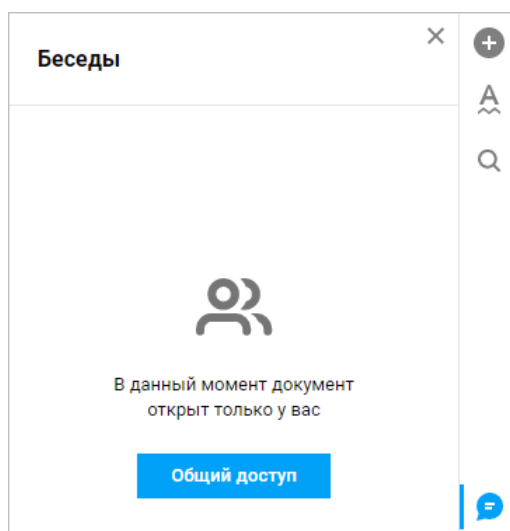 Беседы
В данный момент документ
открыт только у вас
Общий доступ